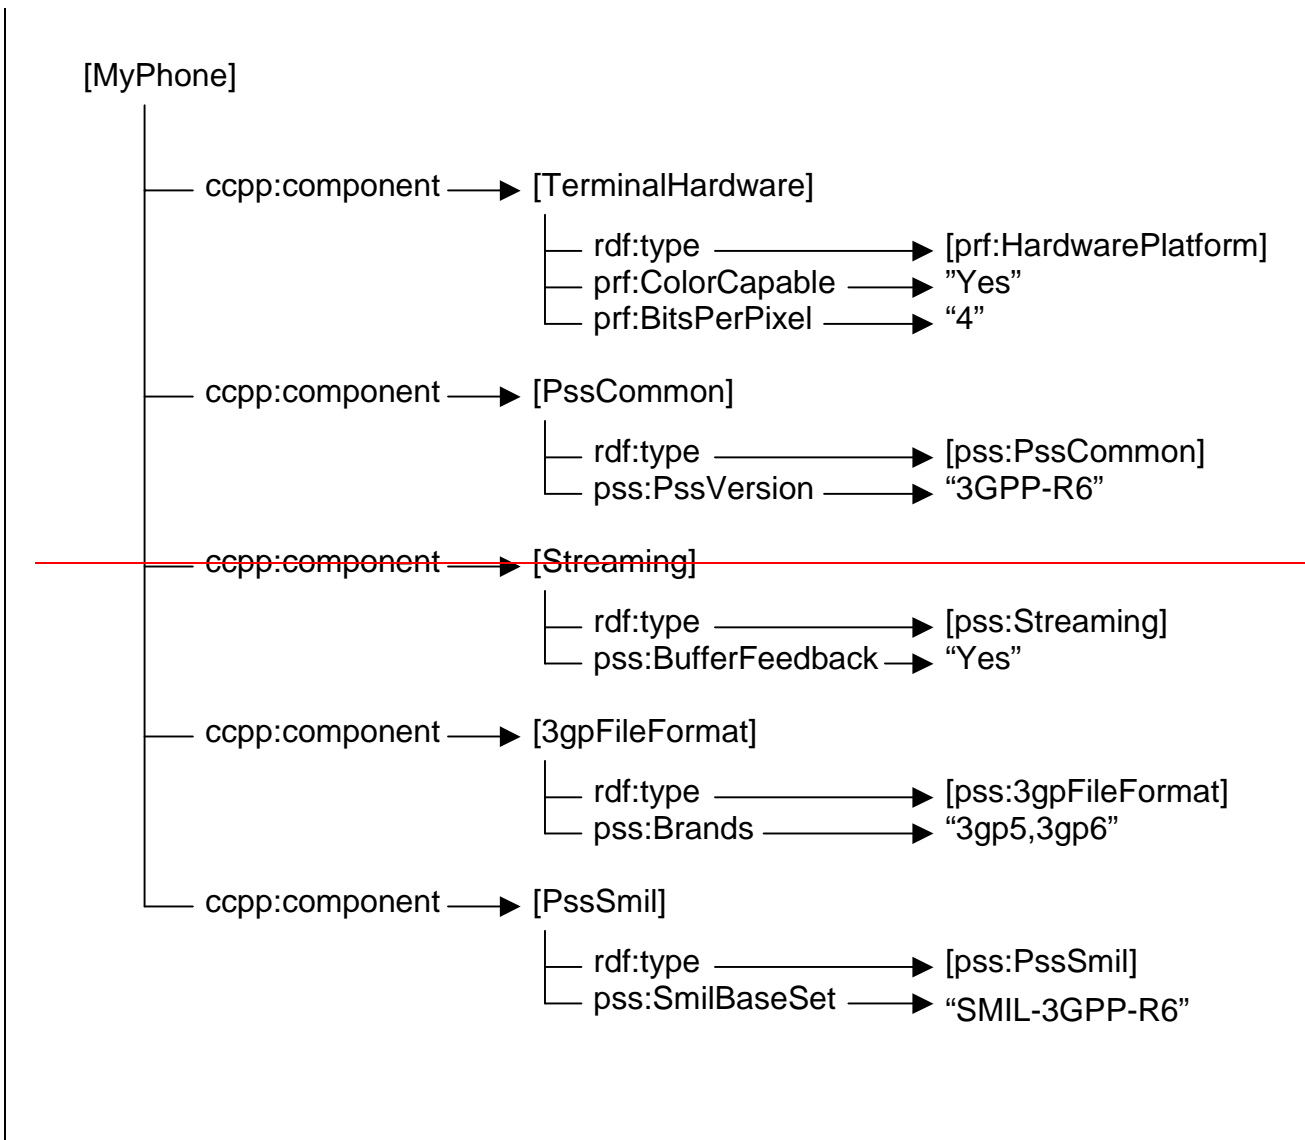 [MyPhone]
ccpp:component [TerminalHardware]
rdf:type [prf:HardwarePlatform]
prf:ColorCapable ”Yes”
prf:BitsPerPixel “4”
ccpp:component [PssCommon]
rdf:type [pss:PssCommon]
pss:PssVersion “3GPP-R6”
ccpp:component [Streaming]
rdf:type [pss:Streaming]
pss:BufferFeedback “Yes”
ccpp:component [3gpFileFormat]
rdf:type [pss:3gpFileFormat]
pss:Brands “3gp5,3gp6”
ccpp:component [PssSmil]
rdf:type [pss:PssSmil]
pss:SmilBaseSet “SMIL-3GPP-R6”